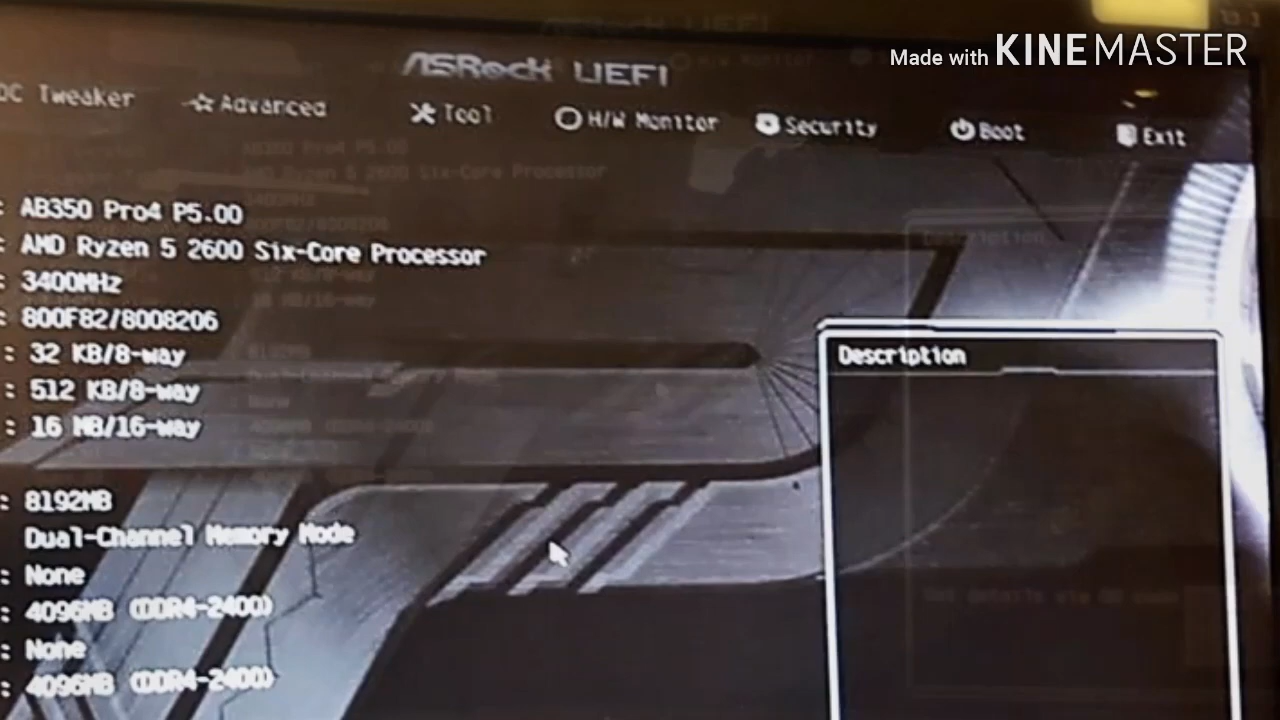 Made with KINEMASTER
ASRock UEFI
OC Tweaker Advanced Tool H/W Monitor Security Boot Exit
: AB350 Pro4 P5.00
: AMD Ryzen 5 2600 Six-Core Processor
: 3400MHz
: 800F82/8008206
: 32 KB/8-way
: 512 KB/8-way
: 16 MB/16-way
Description
: 8192MB
Dual-Channel Memory Mode
: None
: 4096MB (DDR4-2400)
: None
: 4096MB (DDR4-2400)